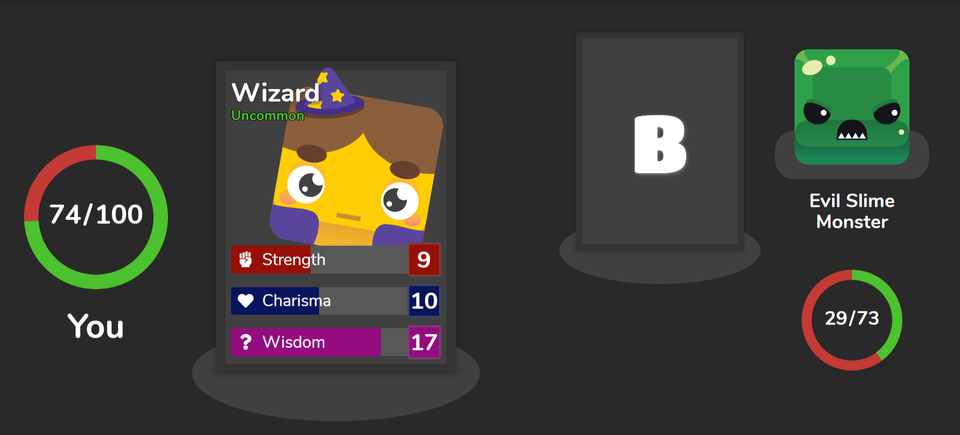 74/100
You
Wizard
Uncommon
Strength 9
Charisma 10
? Wisdom 17
B
Evil Slime
Monster
29/73